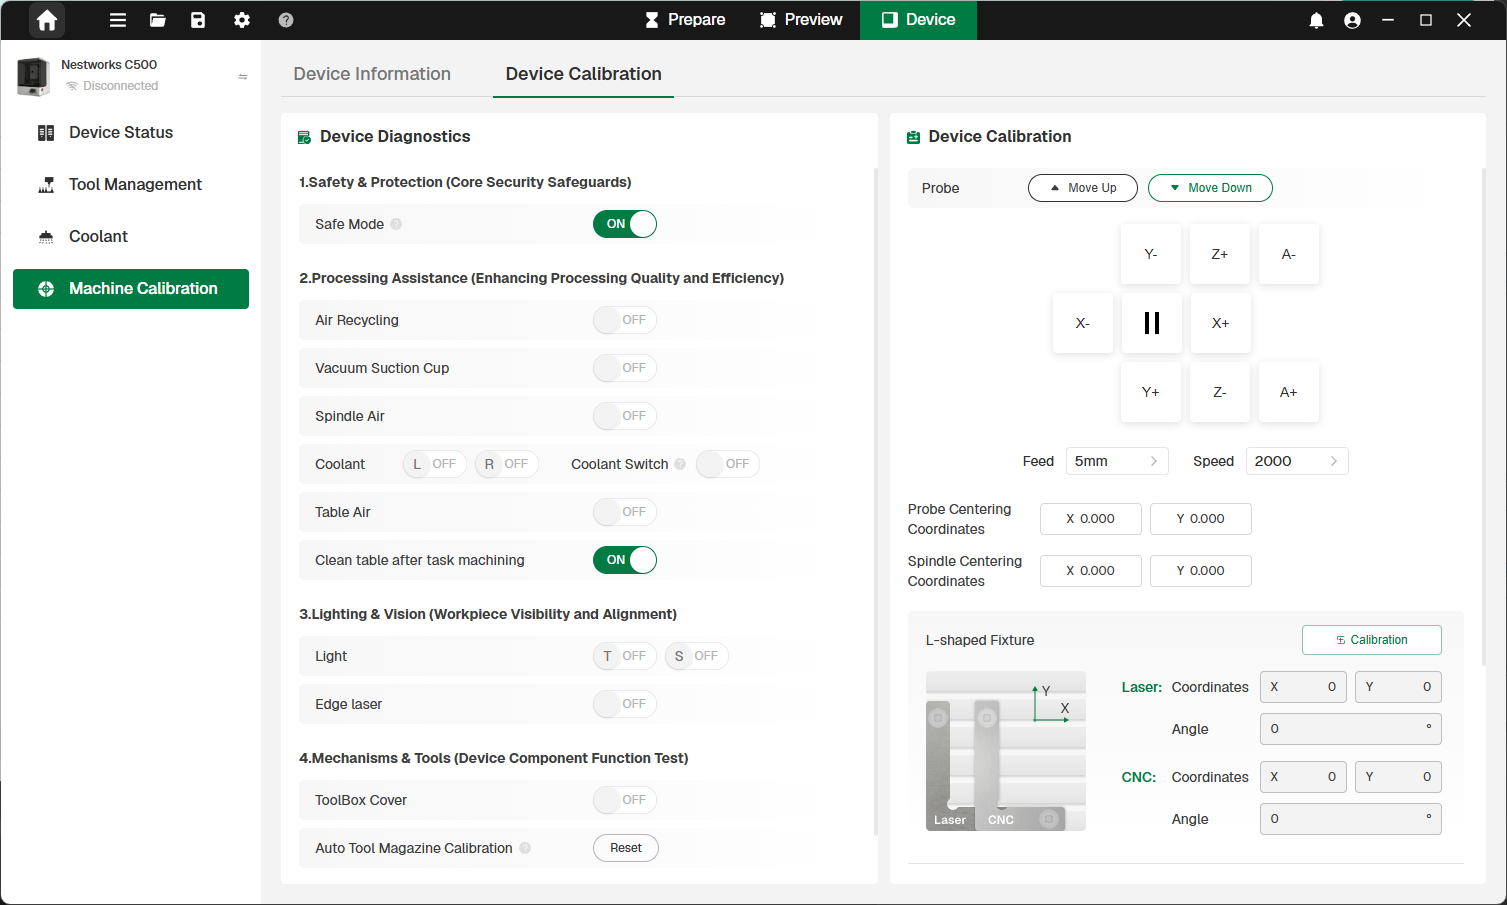 Prepare
Preview
Device
Nestworks C500
Disconnected
Device Status
Tool Management
Coolant
Machine Calibration
Device Information
Device Calibration
Device Diagnostics
1.Safety & Protection (Core Security Safeguards)
Safe Mode ? ON
2.Processing Assistance (Enhancing Processing Quality and Efficiency)
Air Recycling OFF
Vacuum Suction Cup OFF
Spindle Air OFF
Coolant L OFF R OFF Coolant Switch ? OFF
Table Air OFF
Clean table after task machining ON
3.Lighting & Vision (Workpiece Visibility and Alignment)
Light T OFF S OFF
Edge laser OFF
4.Mechanisms & Tools (Device Component Function Test)
ToolBox Cover OFF
Auto Tool Magazine Calibration ? Reset
Device Calibration
Probe Move Up Move Down
Y- Z+ A-
X- X+
Y+ Z- A+
Feed 5mm Speed 2000
Probe Centering
Coordinates
X 0.000 Y 0.000
Spindle Centering
Coordinates
X 0.000 Y 0.000
L-shaped Fixture Calibration
Y
X
Laser CNC
Laser: Coordinates X 0 Y 0
Angle 0 °
CNC: Coordinates X 0 Y 0
Angle 0 °